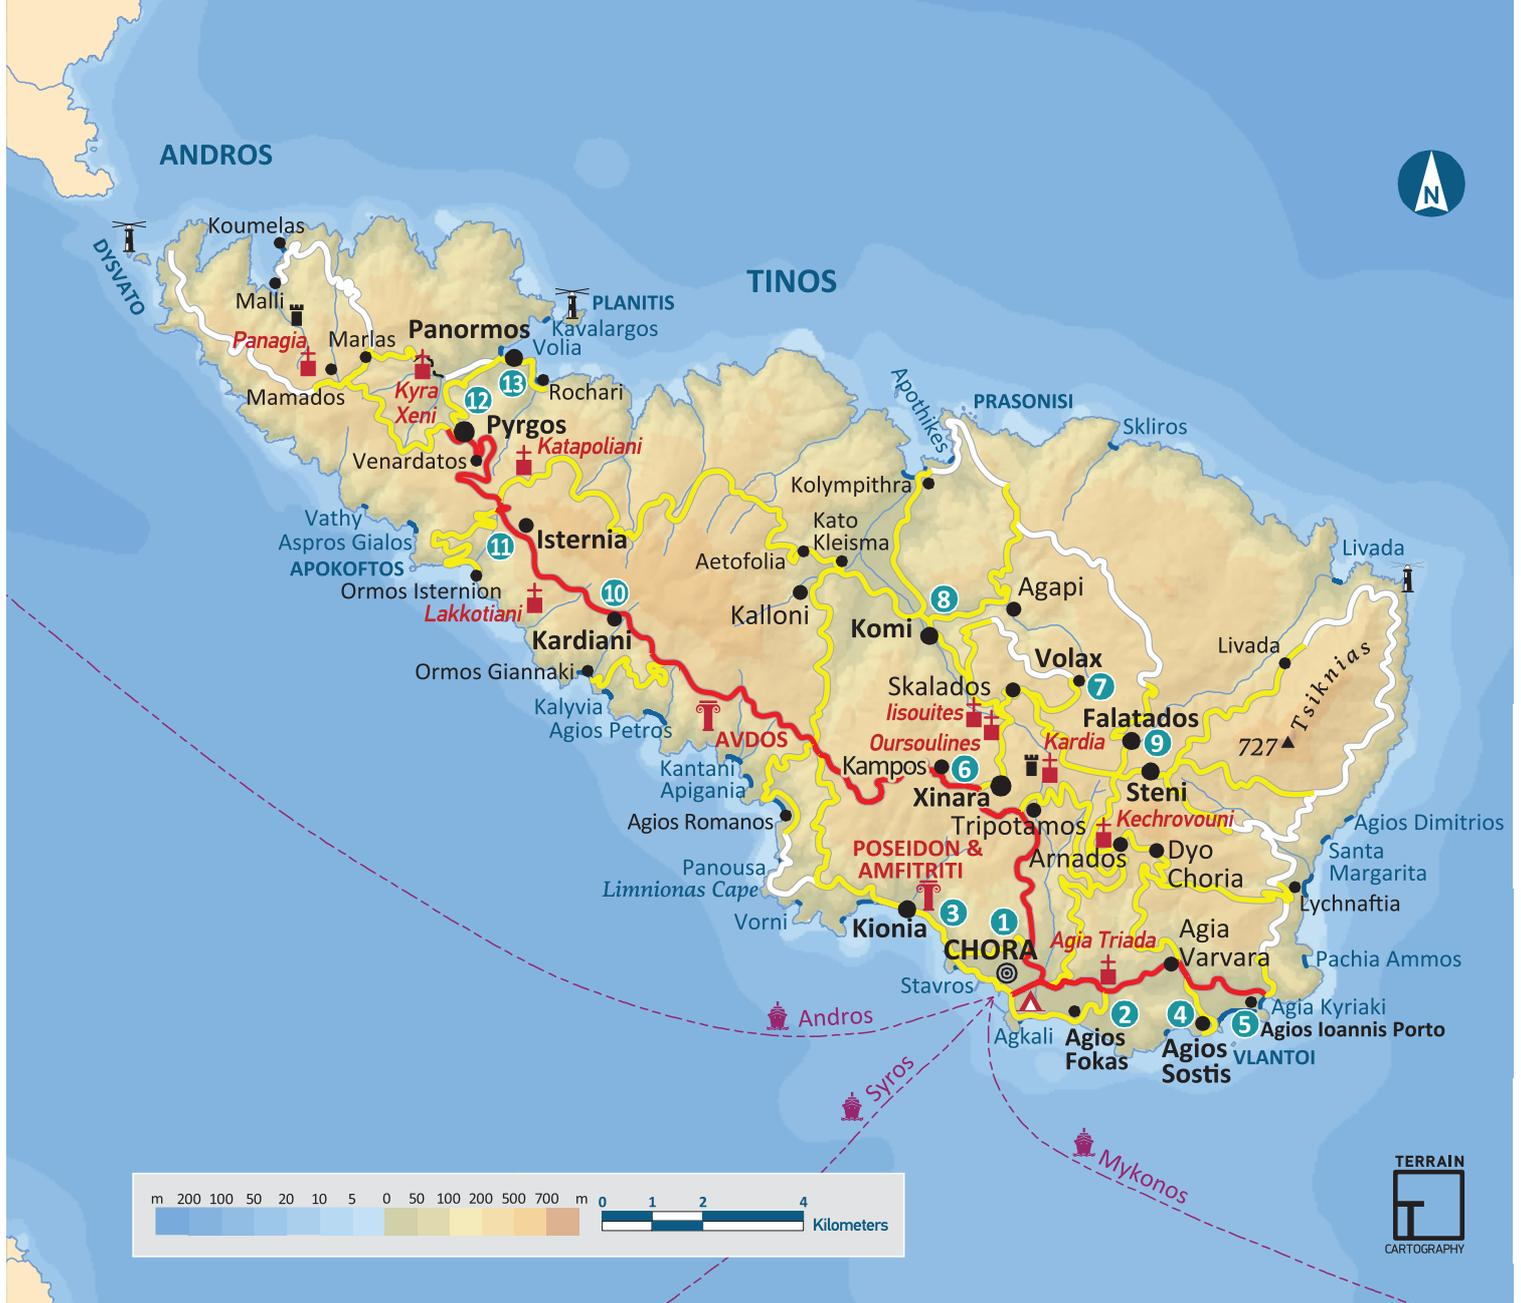 ANDROS
N
Koumelas
DYSVATO
TINOS
Malli
PLANITIS
Kavalargos
Panagia
Marlas
Panormos
Volia
Mamados
Kyra
Xeni
12
13
Rochari
Apothikes
PRASONISI
Skliros
Pyrgos
Katapoliani
Venardatos
Kolympithra
Vathy
Aspros Gialos
APOKOFTOS
11
Isternia
Kato
Kleisma
Aetofolia
Livada
Ormos Isternion
Lakkotiani
10
Kalloni
8
Agapi
Kardiani
Komi
Livada
Tsiknias
Ormos Giannaki
Volax
7
Skalados
Iisouites
Kalyvia
Agios Petros
AVDOS
Oursoulines
Falatados
Kardia
9
727
Kantani
Apigania
Kampos
6
Xinara
Steni
Agios Romanos
Tripotamos
Kechrovouni
Agios Dimitrios
POSEIDON &
AMFITRITI
Arnados
Dyo
Choria
Santa
Margarita
Panousa
Limnionas Cape
Lychnaftia
Vorni
Kionia
3
1
CHORA
Agia Triada
Agia
Varvara
Pachia Ammos
Stavros
Andros
Agkali
Agios
Fokas
2
4
Agios
Sostis
5
Agia Kyriaki
Agios Ioannis Porto
VLANTOI
Syros
Mykonos
m 200 100 50 20 10 5 0 50 100 200 500 700 m
0 1 2 4
Kilometers
TERRAIN
T
CARTOGRAPHY